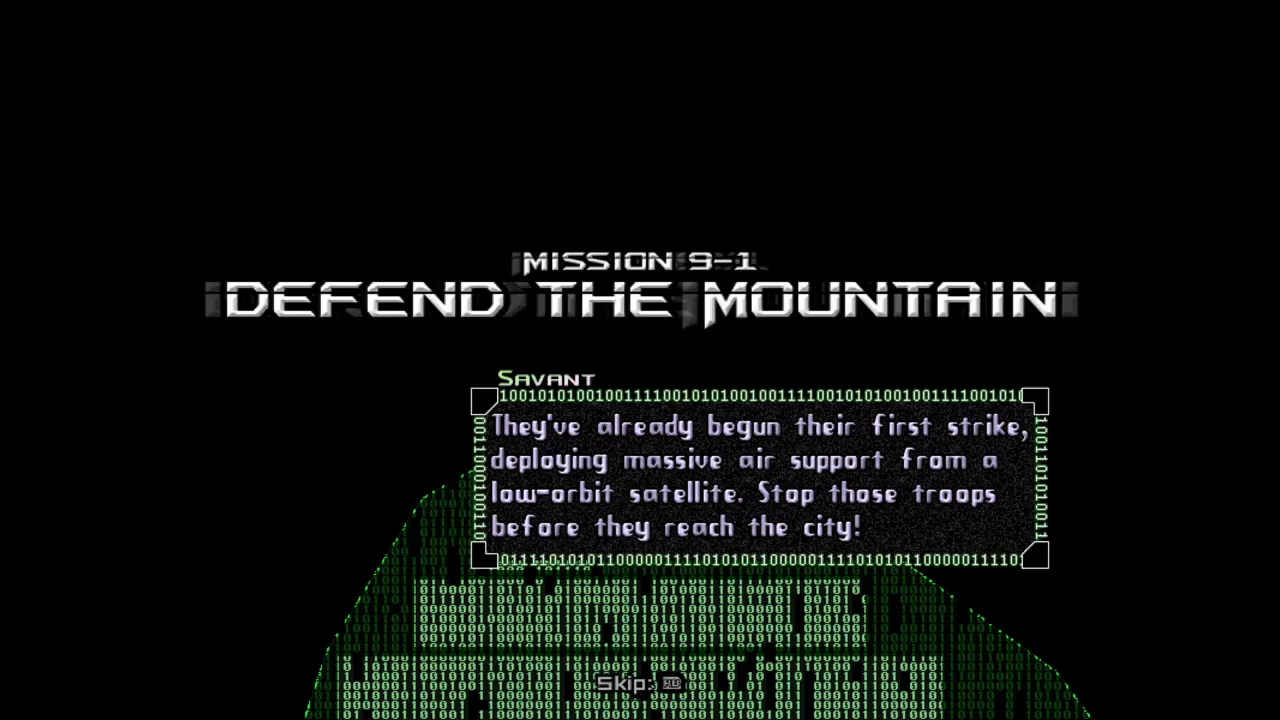 Mission 9-1
Defend the Mountain
Savant
They've already begun their first strike,
deploying massive air support from a
low-orbit satellite. Stop those troops
before they reach the city!
Skip: